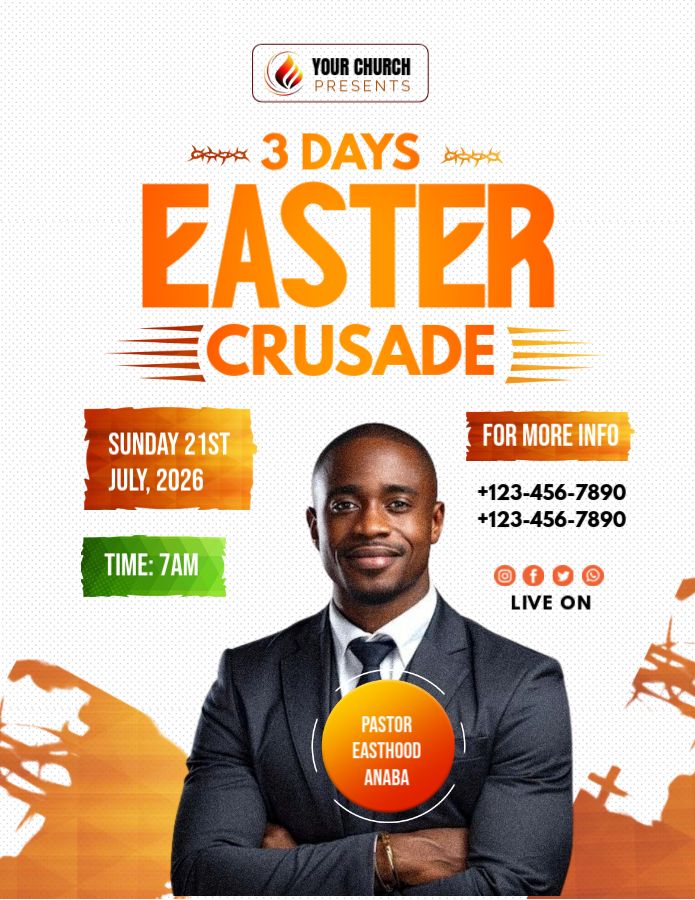 YOUR CHURCH
PRESENTS
3 DAYS
EASTER
CRUSADE
SUNDAY 21ST
JULY, 2026
TIME: 7AM
FOR MORE INFO
+123-456-7890
+123-456-7890
LIVE ON
PASTOR
EASTHOOD
ANABA